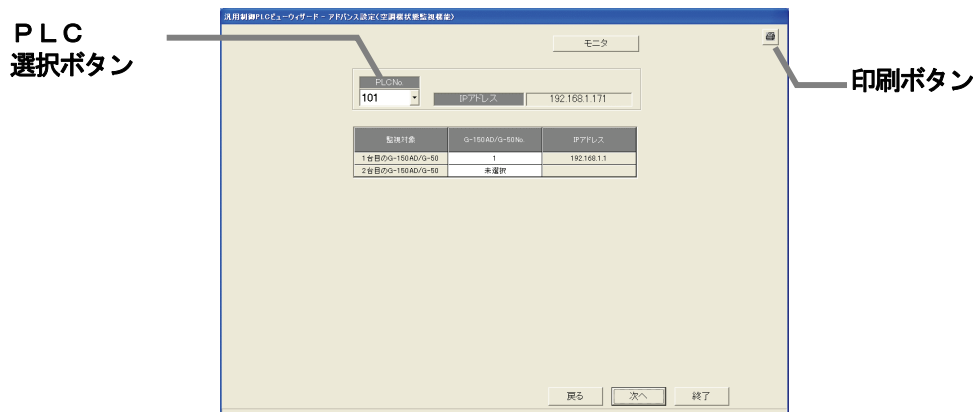 汎用制御PLCビューウィザード - アドバンス設定(空調機状態監視機能)
ＰＬＣ
選択ボタン
モニタ
印刷ボタン
PLCNo.
101
IPアドレス 192.168.1.171
監視対象 G-150AD/G-50No. IPアドレス
1台目のG-150AD/G-50 1 192.168.1.1
2台目のG-150AD/G-50 未選択
戻る 次へ 終了